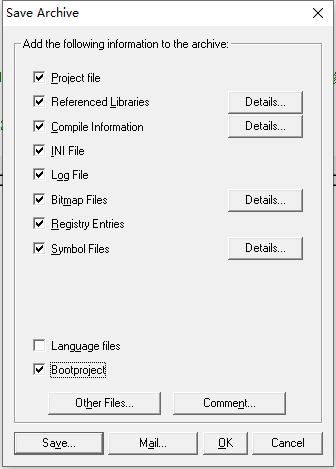 Save Archive
Add the following information to the archive:
Project file
Referenced Libraries
Details...
Compile Information
Details...
INI File
Log File
Bitmap Files
Details...
Registry Entries
Symbol Files
Details...
Language files
Bootproject
Other Files...
Comment...
Save...
Mail...
OK
Cancel